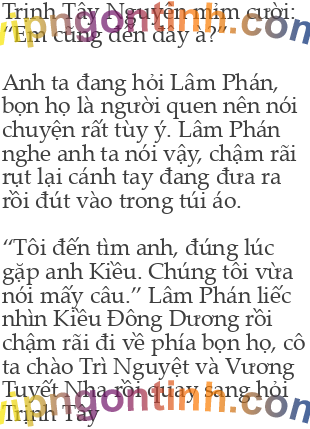 Trịnh Tây Nguyên mỉm cười:
“Em cũng đến đây à?”
Anh ta đang hỏi Lâm Phán,
bọn họ là người quen nên nói
chuyện rất tùy ý. Lâm Phán
nghe anh ta nói vậy, chậm rãi
rụt lại cánh tay đang đưa ra
rồi đút vào trong túi áo.
“Tôi đến tìm anh, đúng lúc
gặp anh Kiều. Chúng tôi vừa
nói mấy câu.” Lâm Phán liếc
nhìn Kiều Đông Dương rồi
chậm rãi đi về phía bọn họ, cô
ta chào Trì Nguyệt và Vương
Tuyết Nha rồi quay sang hỏi
Trịnh Tây